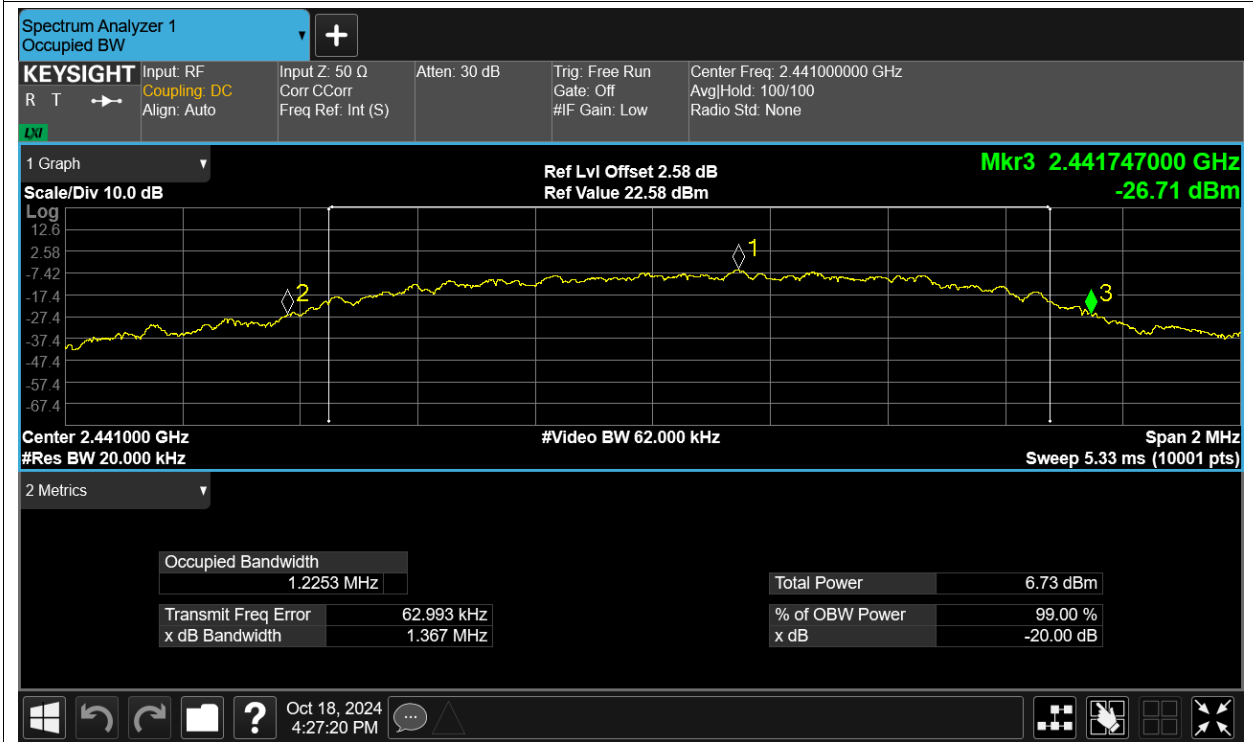 Spectrum Analyzer 1
Occupied BW
KEYSIGHT
R T
LXI
Input: RF
Coupling: DC
Align: Auto
Input Z: 50 Ω
Corr CCorr
Freq Ref: Int (S)
Atten: 30 dB
Trig: Free Run
Gate: Off
#IF Gain: Low
Center Freq: 2.441000000 GHz
Avg|Hold: 100/100
Radio Std: None
1 Graph
Scale/Div 10.0 dB
Ref Lvl Offset 2.58 dB
Ref Value 22.58 dBm
Mkr3 2.441747000 GHz
-26.71 dBm
Log
12.6
2.58
-7.42
-17.4
-27.4
-37.4
-47.4
-57.4
-67.4
1
2
3
Center 2.441000 GHz
#Video BW 62.000 kHz
Span 2 MHz
#Res BW 20.000 kHz
Sweep 5.33 ms (10001 pts)
2 Metrics
Occupied Bandwidth
1.2253 MHz
Total Power 6.73 dBm
Transmit Freq Error 62.993 kHz
% of OBW Power 99.00 %
x dB Bandwidth 1.367 MHz
x dB -20.00 dB
?
Oct 18, 2024
4:27:20 PM